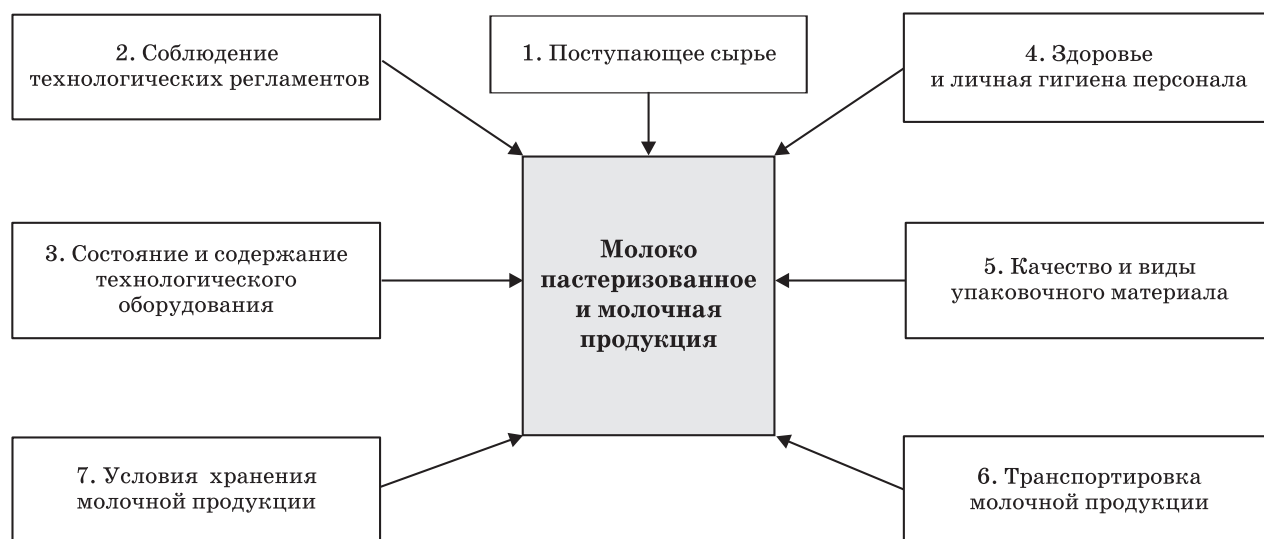 2. Соблюдение
технологических регламентов
1. Поступающее сырье
4. Здоровье
и личная гигиена персонала
3. Состояние и содержание
технологического
оборудования
Молоко
пастеризованное
и молочная
продукция
5. Качество и виды
упаковочного материала
7. Условия хранения
молочной продукции
6. Транспортировка
молочной продукции